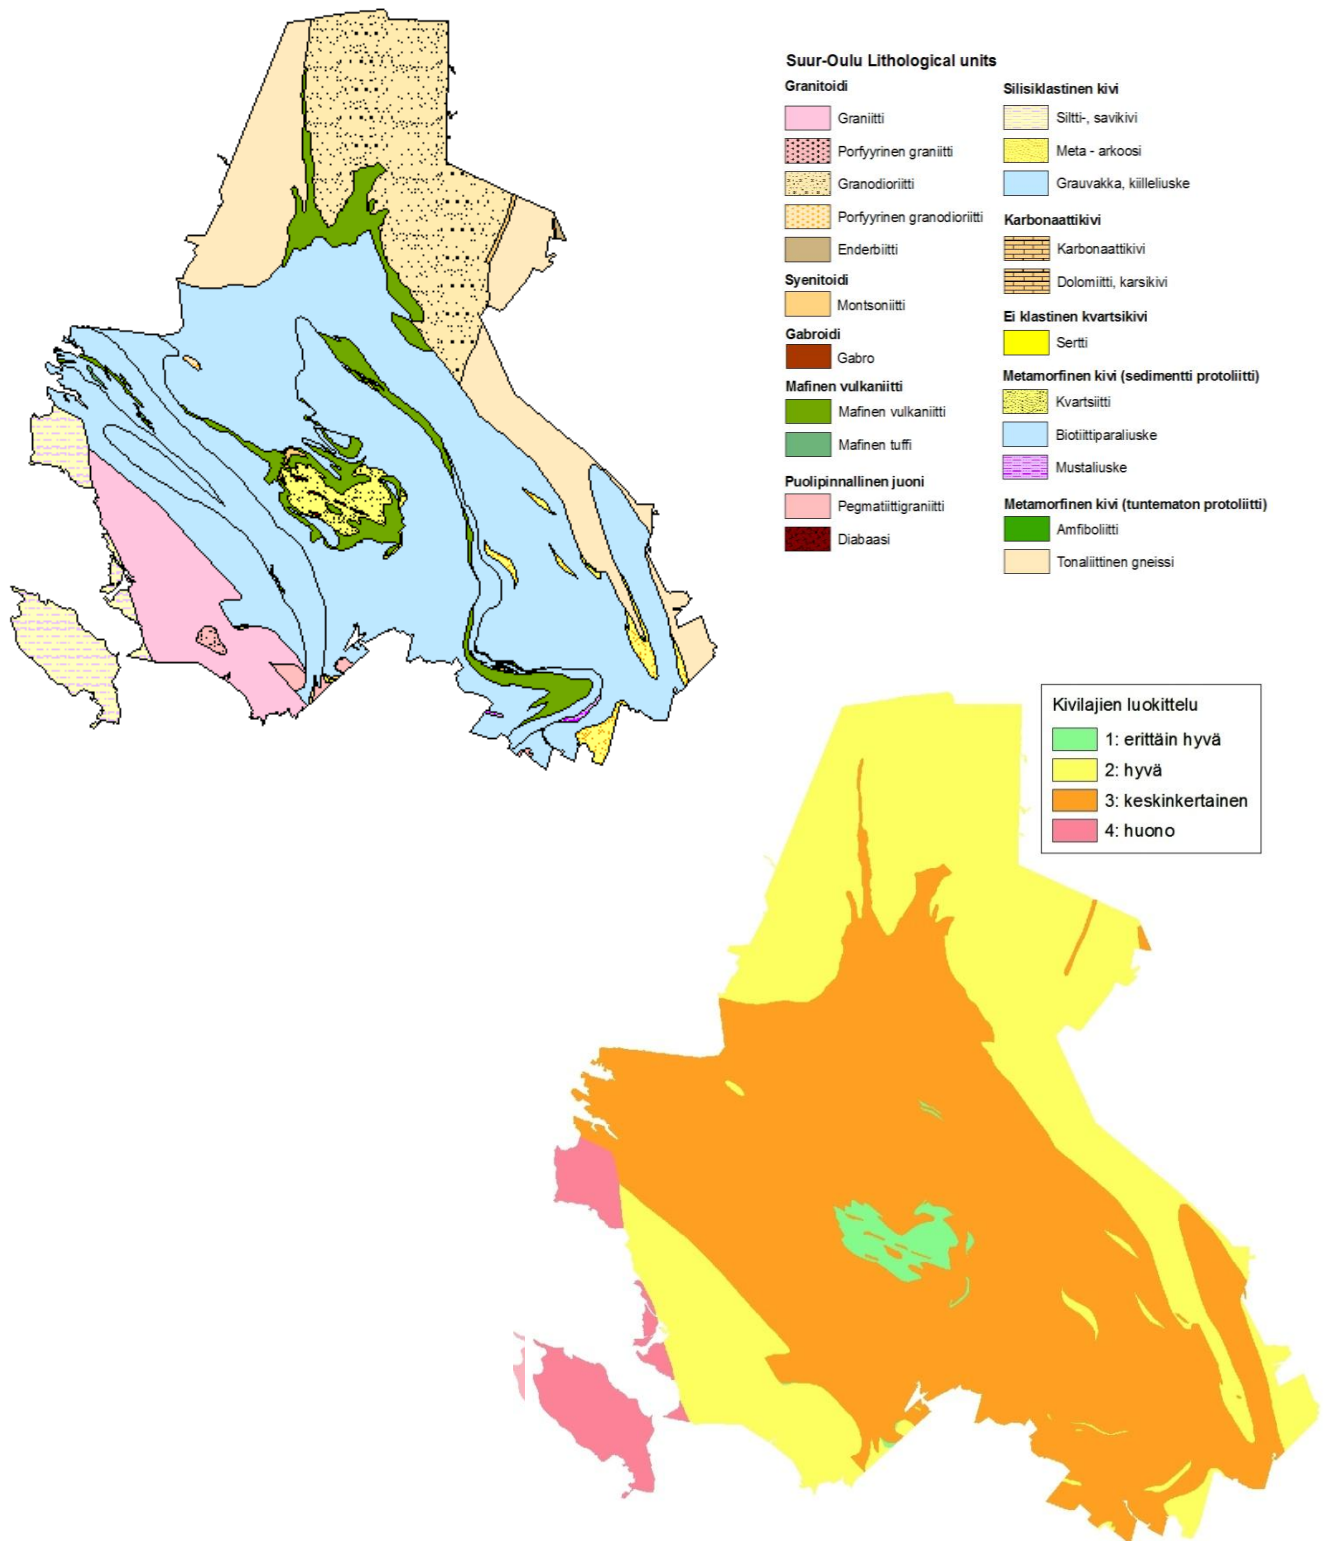 Suur-Oulu Lithological units
Granitoidi
Graniitti
Porfyyrinen graniitti
Granodioriitti
Porfyyrinen granodioriitti
Enderbiitti
Syenitoidi
Montsoniitti
Gabroidi
Gabro
Mafinen vulkaniitti
Mafinen vulkaniitti
Mafinen tuffi
Puolipinnallinen juoni
Pegmatiittigraniitti
Diabaasi
Silisiklastinen kivi
Siltti-, savikivi
Meta - arkoosi
Grauvakka, kiilleliuske
Karbonaattikivi
Karbonaattikivi
Dolomiitti, karsikivi
Ei klastinen kvartsikivi
Sertti
Metamorfinen kivi (sedimentti protoliitti)
Kvartsiitti
Biotiittiparaliuske
Mustaliuske
Metamorfinen kivi (tuntematon protoliitti)
Amfiboliitti
Tonaliittinen gneissi
Kivilajien luokittelu
1: erittäin hyvä
2: hyvä
3: keskinkertainen
4: huono